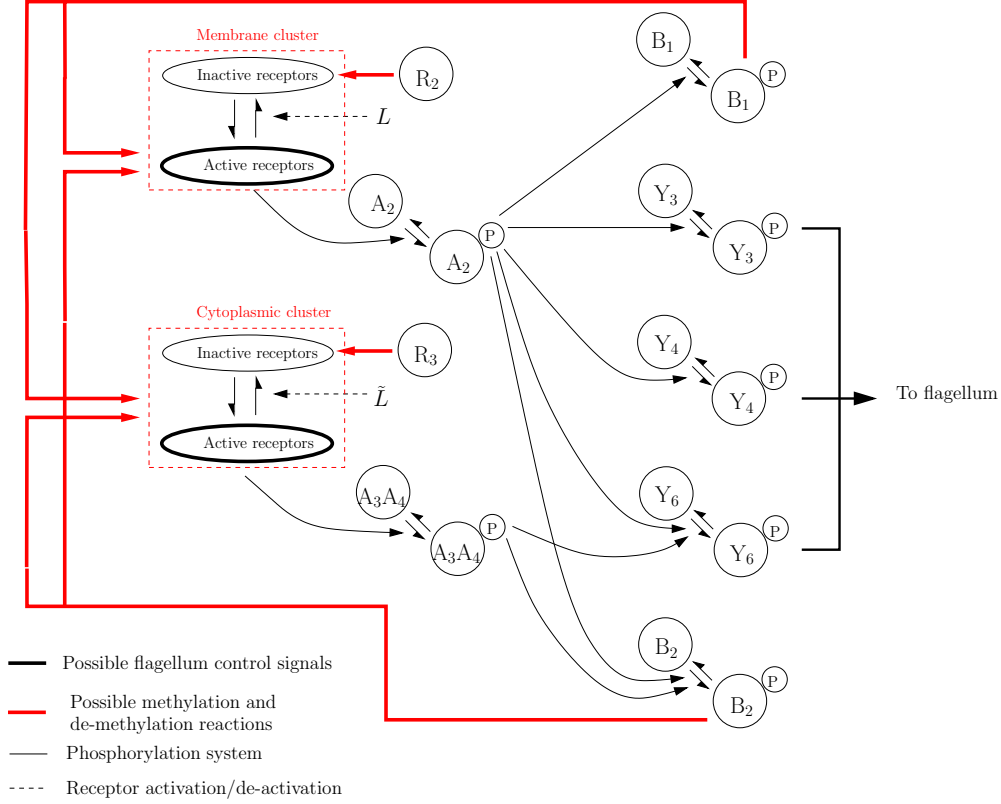 Membrane cluster
Inactive receptors
R₂
L
Active receptors
A₂
A₂
P
B₁
B₁
P
Y₃
Y₃
P
Cytoplasmic cluster
Inactive receptors
R₃
L̃
Active receptors
A₃A₄
A₃A₄
P
Y₄
Y₄
P
To flagellum
Y₆
Y₆
P
B₂
B₂
P
Possible flagellum control signals
Possible methylation and
de-methylation reactions
Phosphorylation system
Receptor activation/de-activation